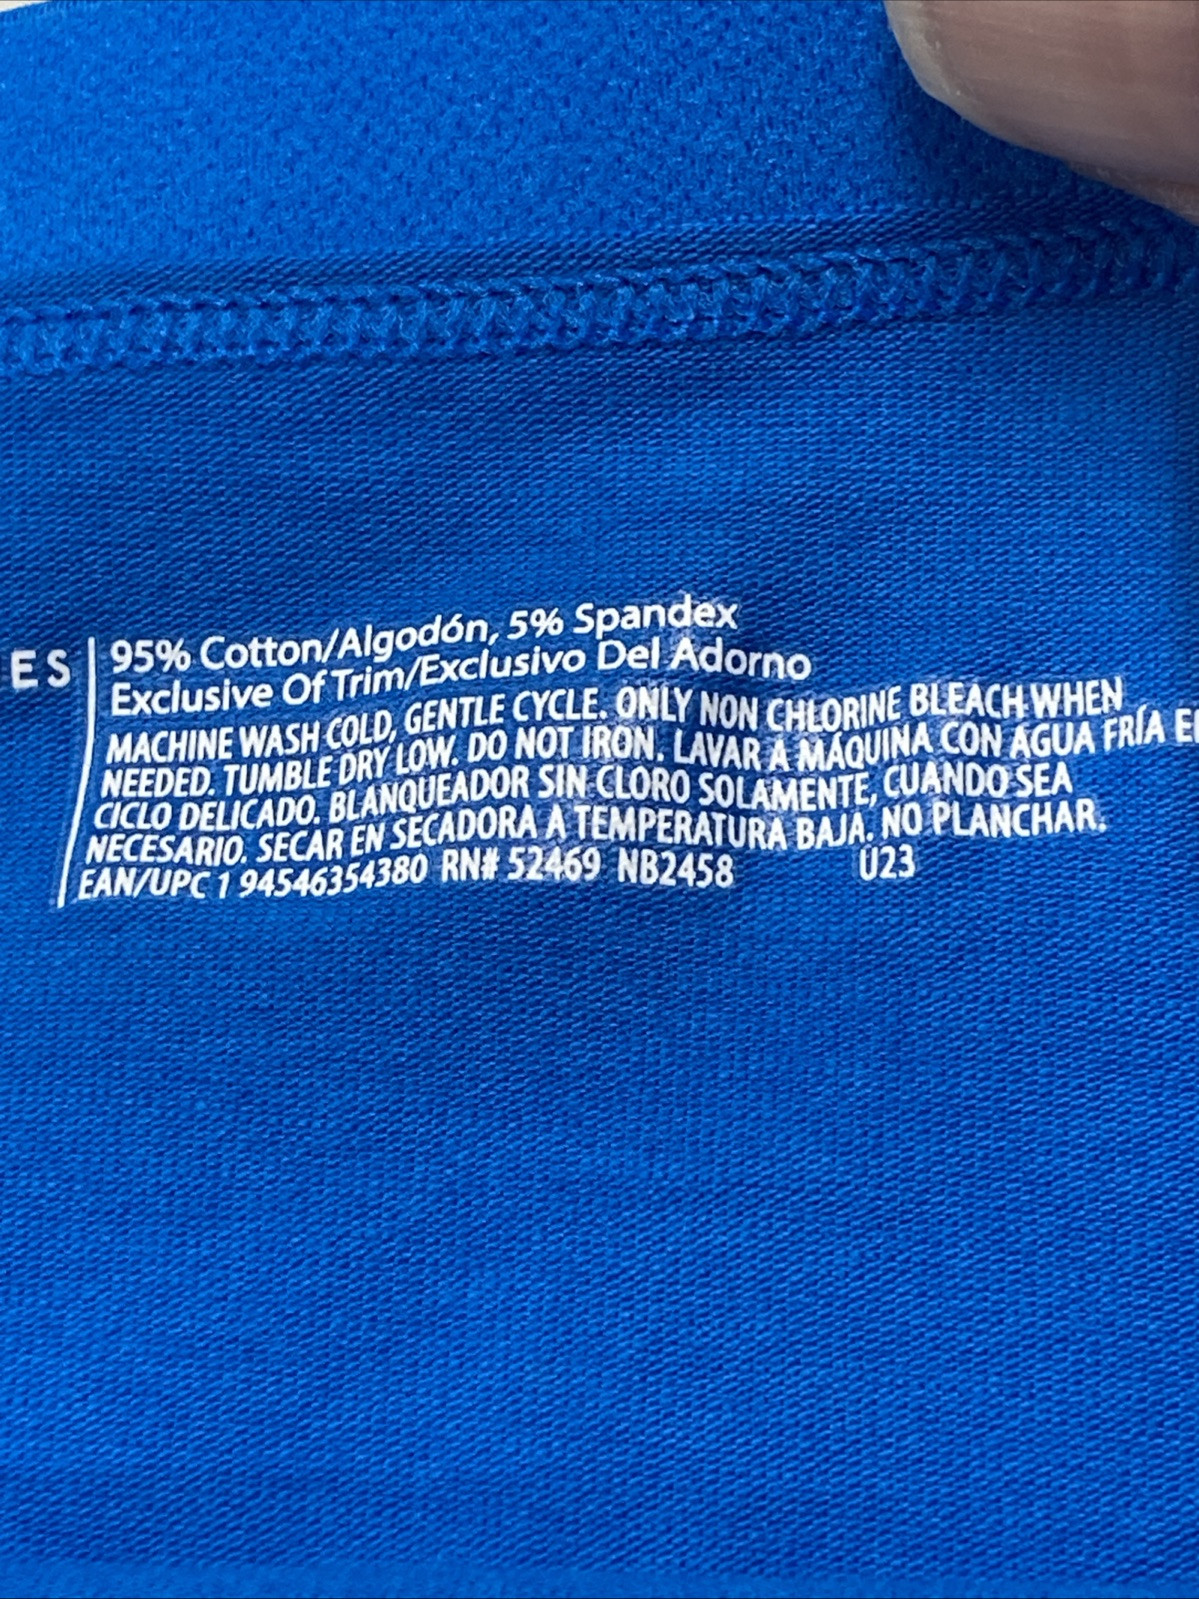 ES
95% Cotton/Algodón, 5% Spandex
Exclusive Of Trim/Exclusivo Del Adorno
MACHINE WASH COLD, GENTLE CYCLE. ONLY NON CHLORINE BLEACH WHEN
NEEDED. TUMBLE DRY LOW. DO NOT IRON. LAVAR A MÁQUINA CON AGUA FRÍA
CICLO DELICADO. BLANQUEADOR SIN CLORO SOLAMENTE, CUANDO SEA
NECESARIO. SECAR EN SECADORA A TEMPERATURA BAJA. NO PLANCHAR.
EAN/UPC 1 94546354380 RN# 52469 NB2458 U23